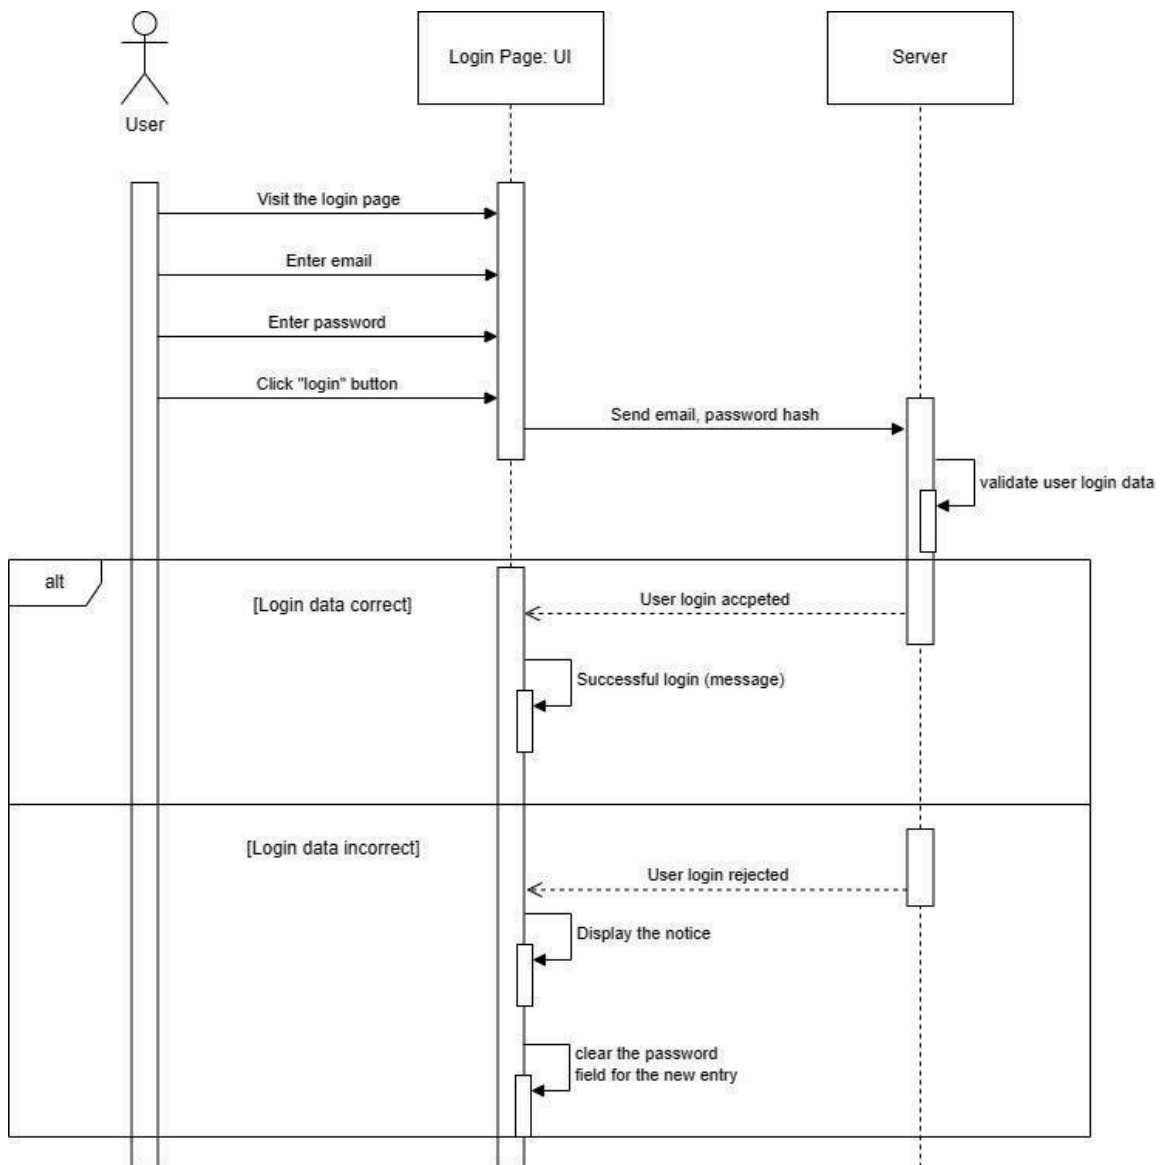 Login Page: UI
Server
User
Visit the login page
Enter email
Enter password
Click "login" button
Send email, password hash
validate user login data
alt
[Login data correct]
User login accpeted
Successful login (message)
[Login data incorrect]
User login rejected
Display the notice
clear the password
field for the new entry